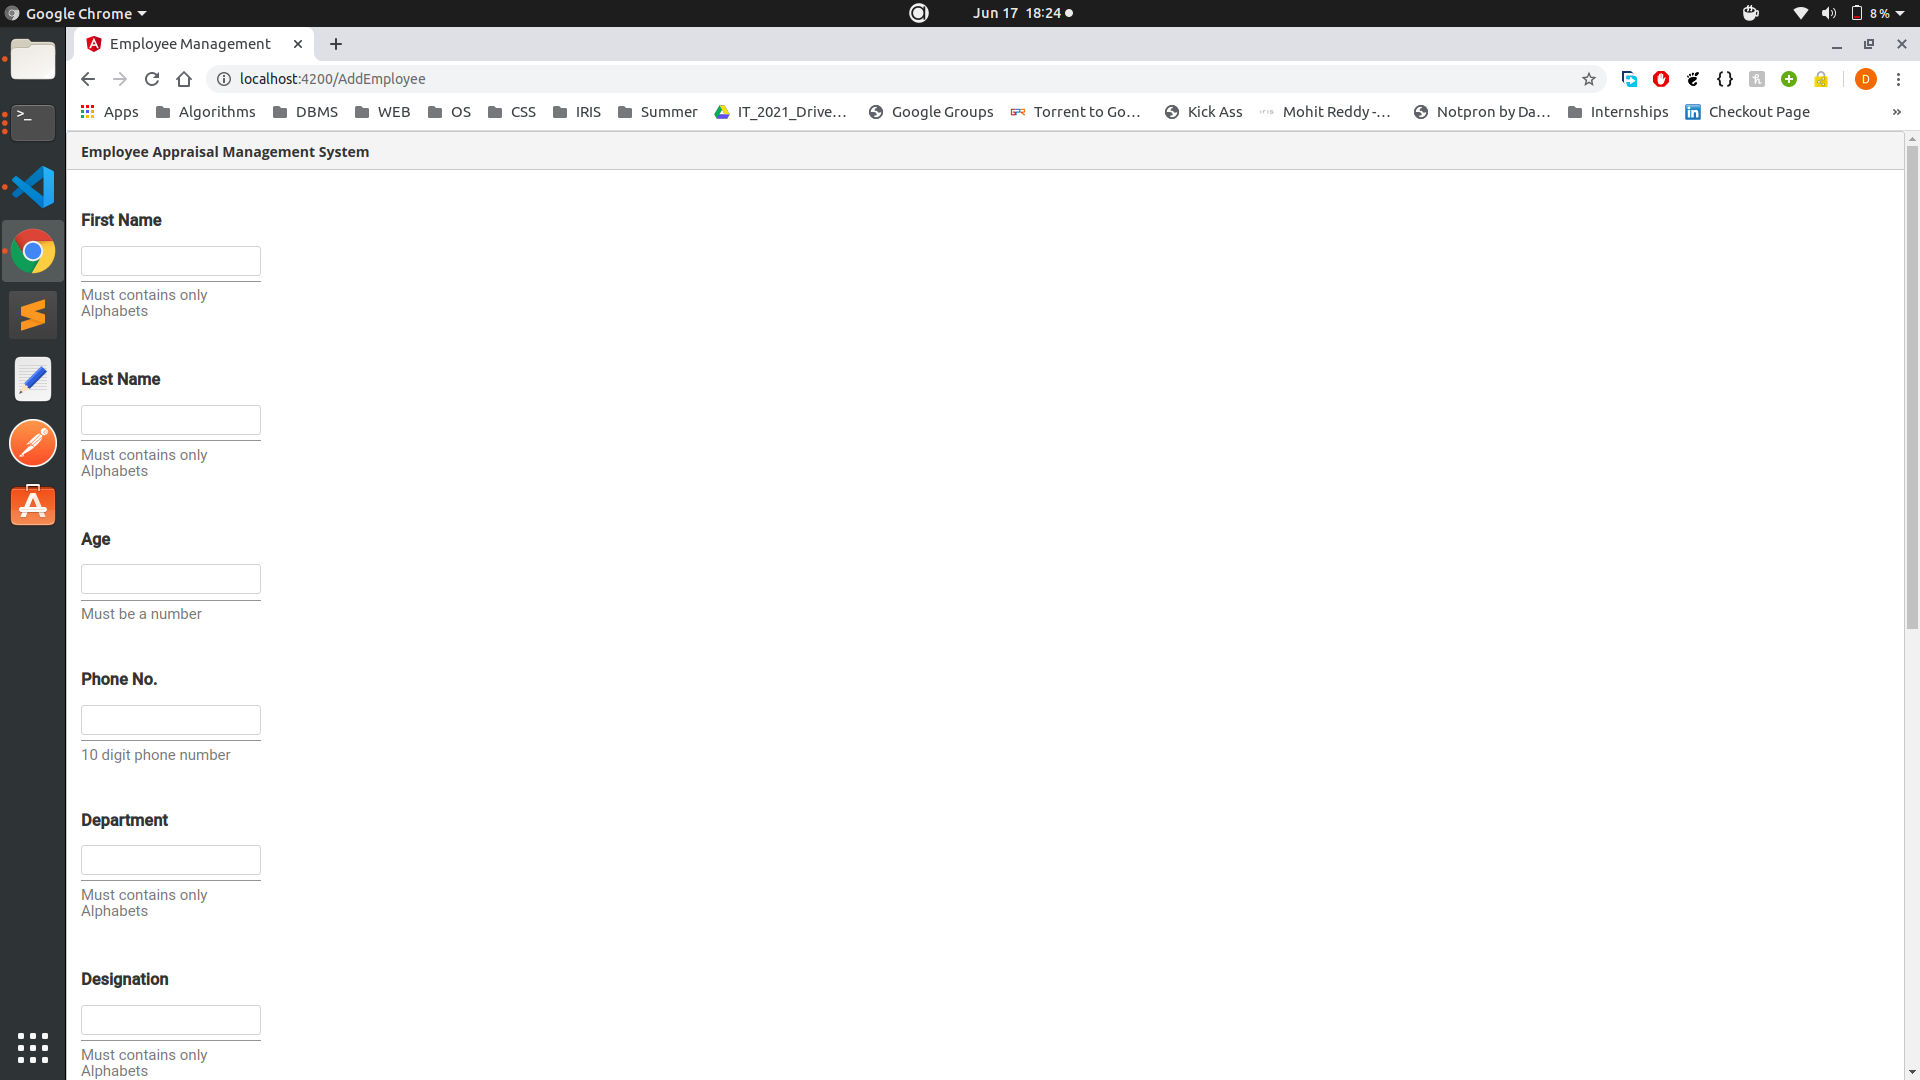 Google Chrome
Jun 17 18:24
8 %
Employee Management
localhost:4200/AddEmployee
D
Apps
Algorithms
DBMS
WEB
OS
CSS
IRIS
Summer
IT_2021_Drive...
Google Groups
Torrent to Go...
Kick Ass
Mohit Reddy -...
Notpron by Da...
Internships
Checkout Page
»
Employee Appraisal Management System
First Name
Must contains only
Alphabets
Last Name
Must contains only
Alphabets
Age
Must be a number
Phone No.
10 digit phone number
Department
Must contains only
Alphabets
Designation
Must contains only
Alphabets